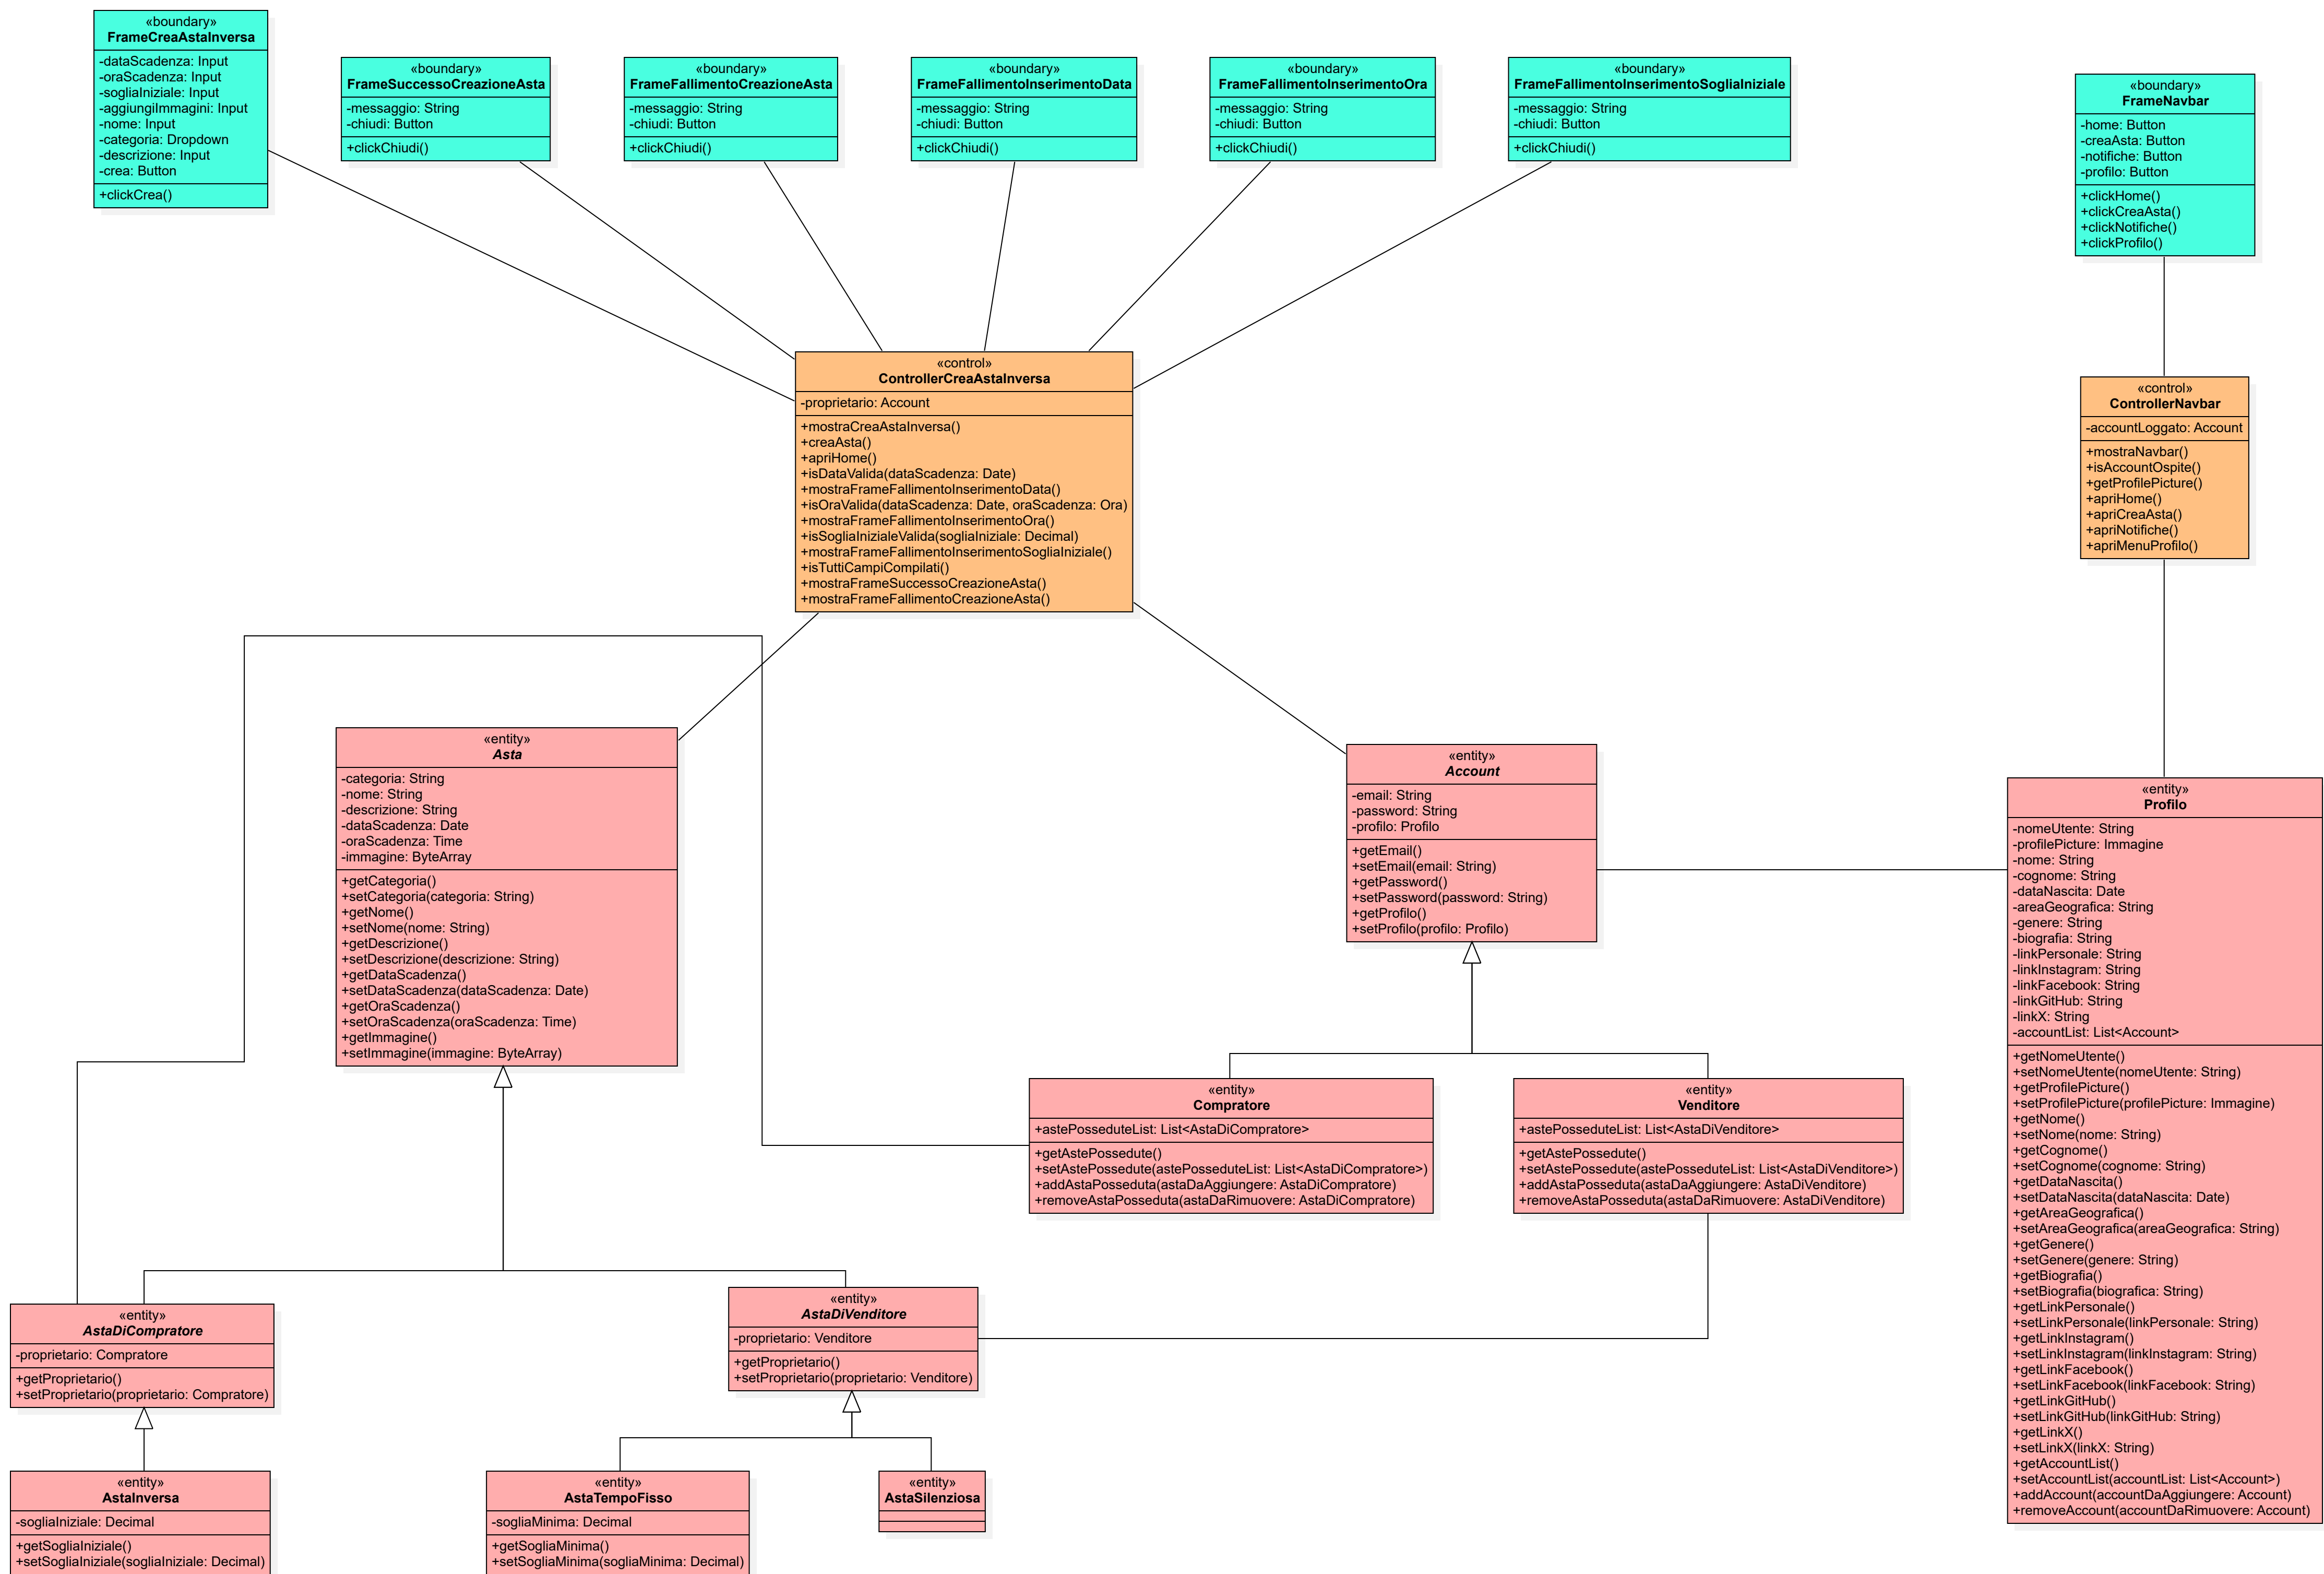 «boundary»
FrameCreaAstaInversa
-dataScadenza: Input
-oraScadenza: Input
-sogliaIniziale: Input
-aggiungiImmagini: Input
-nome: Input
-categoria: Dropdown
-descrizione: Input
-crea: Button
+clickCrea()
«boundary»
FrameSuccessoCreazioneAsta
-messaggio: String
-chiudi: Button
+clickChiudi()
«boundary»
FrameFallimentoCreazioneAsta
-messaggio: String
-chiudi: Button
+clickChiudi()
«boundary»
FrameFallimentoInserimentoData
-messaggio: String
-chiudi: Button
+clickChiudi()
«boundary»
FrameFallimentoInserimentoOra
-messaggio: String
-chiudi: Button
+clickChiudi()
«boundary»
FrameFallimentoInserimentoSogliaIniziale
-messaggio: String
-chiudi: Button
+clickChiudi()
«boundary»
FrameNavbar
-home: Button
-creaAsta: Button
-notifiche: Button
-profilo: Button
+clickHome()
+clickCreaAsta()
+clickNotifiche()
+clickProfilo()
«control»
ControllerCreaAstaInversa
-proprietario: Account
+mostraCreaAstaInversa()
+creaAsta()
+apriHome()
+isDataValida(dataScadenza: Date)
+mostraFrameFallimentoInserimentoData()
+isOraValida(dataScadenza: Date, oraScadenza: Ora)
+mostraFrameFallimentoInserimentoOra()
+isSogliaInizialeValida(sogliaIniziale: Decimal)
+mostraFrameFallimentoInserimentoSogliaIniziale()
+isTuttiCampiCompilati()
+mostraFrameSuccessoCreazioneAsta()
+mostraFrameFallimentoCreazioneAsta()
«control»
ControllerNavbar
-accountLoggato: Account
+mostraNavbar()
+isAccountOspite()
+getProfilePicture()
+apriHome()
+apriCreaAsta()
+apriNotifiche()
+apriMenuProfilo()
«entity»
Asta
-categoria: String
-nome: String
-descrizione: String
-dataScadenza: Date
-oraScadenza: Time
-immagine: ByteArray
+getCategoria()
+setCategoria(categoria: String)
+getNome()
+setNome(nome: String)
+getDescrizione()
+setDescrizione(descrizione: String)
+getDataScadenza()
+setDataScadenza(dataScadenza: Date)
+getOraScadenza()
+setOraScadenza(oraScadenza: Time)
+getImmagine()
+setImmagine(immagine: ByteArray)
«entity»
Account
-email: String
-password: String
-profilo: Profilo
+getEmail()
+setEmail(email: String)
+getPassword()
+setPassword(password: String)
+getProfilo()
+setProfilo(profilo: Profilo)
«entity»
Profilo
-nomeUtente: String
-profilePicture: Immagine
-nome: String
-cognome: String
-dataNascita: Date
-areaGeografica: String
-genere: String
-biografia: String
-linkPersonale: String
-linkInstagram: String
-linkFacebook: String
-linkGitHub: String
-linkX: String
-accountList: List<Account>
+getNomeUtente()
+setNomeUtente(nomeUtente: String)
+getProfilePicture()
+setProfilePicture(profilePicture: Immagine)
+getNome()
+setNome(nome: String)
+getCognome()
+setCognome(cognome: String)
+getDataNascita()
+setDataNascita(dataNascita: Date)
+getAreaGeografica()
+setAreaGeografica(areaGeografica: String)
+getGenere()
+setGenere(genere: String)
+getBiografia()
+setBiografia(biografica: String)
+getLinkPersonale()
+setLinkPersonale(linkPersonale: String)
+getLinkInstagram()
+setLinkInstagram(linkInstagram: String)
+getLinkFacebook()
+setLinkFacebook(linkFacebook: String)
+getLinkGitHub()
+setLinkGitHub(linkGitHub: String)
+getLinkX()
+setLinkX(linkX: String)
+getAccountList()
+setAccountList(accountList: List<Account>)
+addAccount(accountDaAggiungere: Account)
+removeAccount(accountDaRimuovere: Account)
«entity»
Compratore
+astePosseduteList: List<AstaDiCompratore>
+getAstePossedute()
+setAstePossedute(astePosseduteList: List<AstaDiCompratore>)
+addAstaPosseduta(astaDaAggiungere: AstaDiCompratore)
+removeAstaPosseduta(astaDaRimuovere: AstaDiCompratore)
«entity»
Venditore
+astePosseduteList: List<AstaDiVenditore>
+getAstePossedute()
+setAstePossedute(astePosseduteList: List<AstaDiVenditore>)
+addAstaPosseduta(astaDaAggiungere: AstaDiVenditore)
+removeAstaPosseduta(astaDaRimuovere: AstaDiVenditore)
«entity»
AstaDiCompratore
-proprietario: Compratore
+getProprietario()
+setProprietario(proprietario: Compratore)
«entity»
AstaDiVenditore
-proprietario: Venditore
+getProprietario()
+setProprietario(proprietario: Venditore)
«entity»
AstaInversa
-sogliaIniziale: Decimal
+getSogliaIniziale()
+setSogliaIniziale(sogliaIniziale: Decimal)
«entity»
AstaTempoFisso
-sogliaMinima: Decimal
+getSogliaMinima()
+setSogliaMinima(sogliaMinima: Decimal)
«entity»
AstaSilenziosa